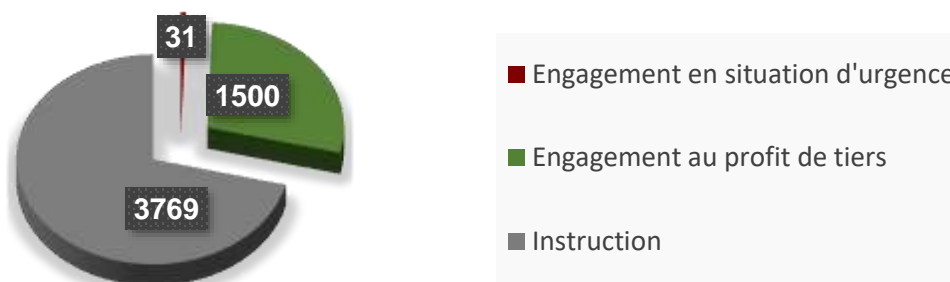 31
1500
3769
Engagement en situation d'urgence
Engagement au profit de tiers
Instruction